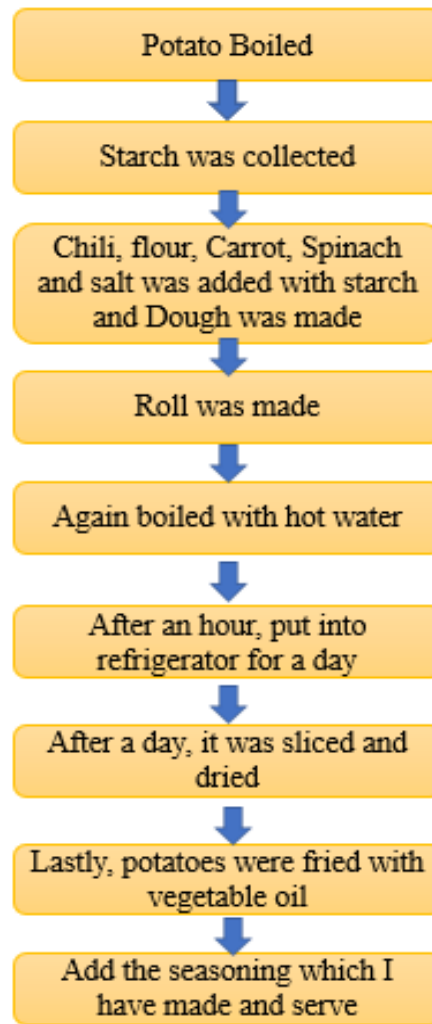 Potato Boiled
Starch was collected
Chili, flour, Carrot, Spinach
and salt was added with starch
and Dough was made
Roll was made
Again boiled with hot water
After an hour, put into
refrigerator for a day
After a day, it was sliced and
dried
Lastly, potatoes were fried with
vegetable oil
Add the seasoning which I
have made and serve